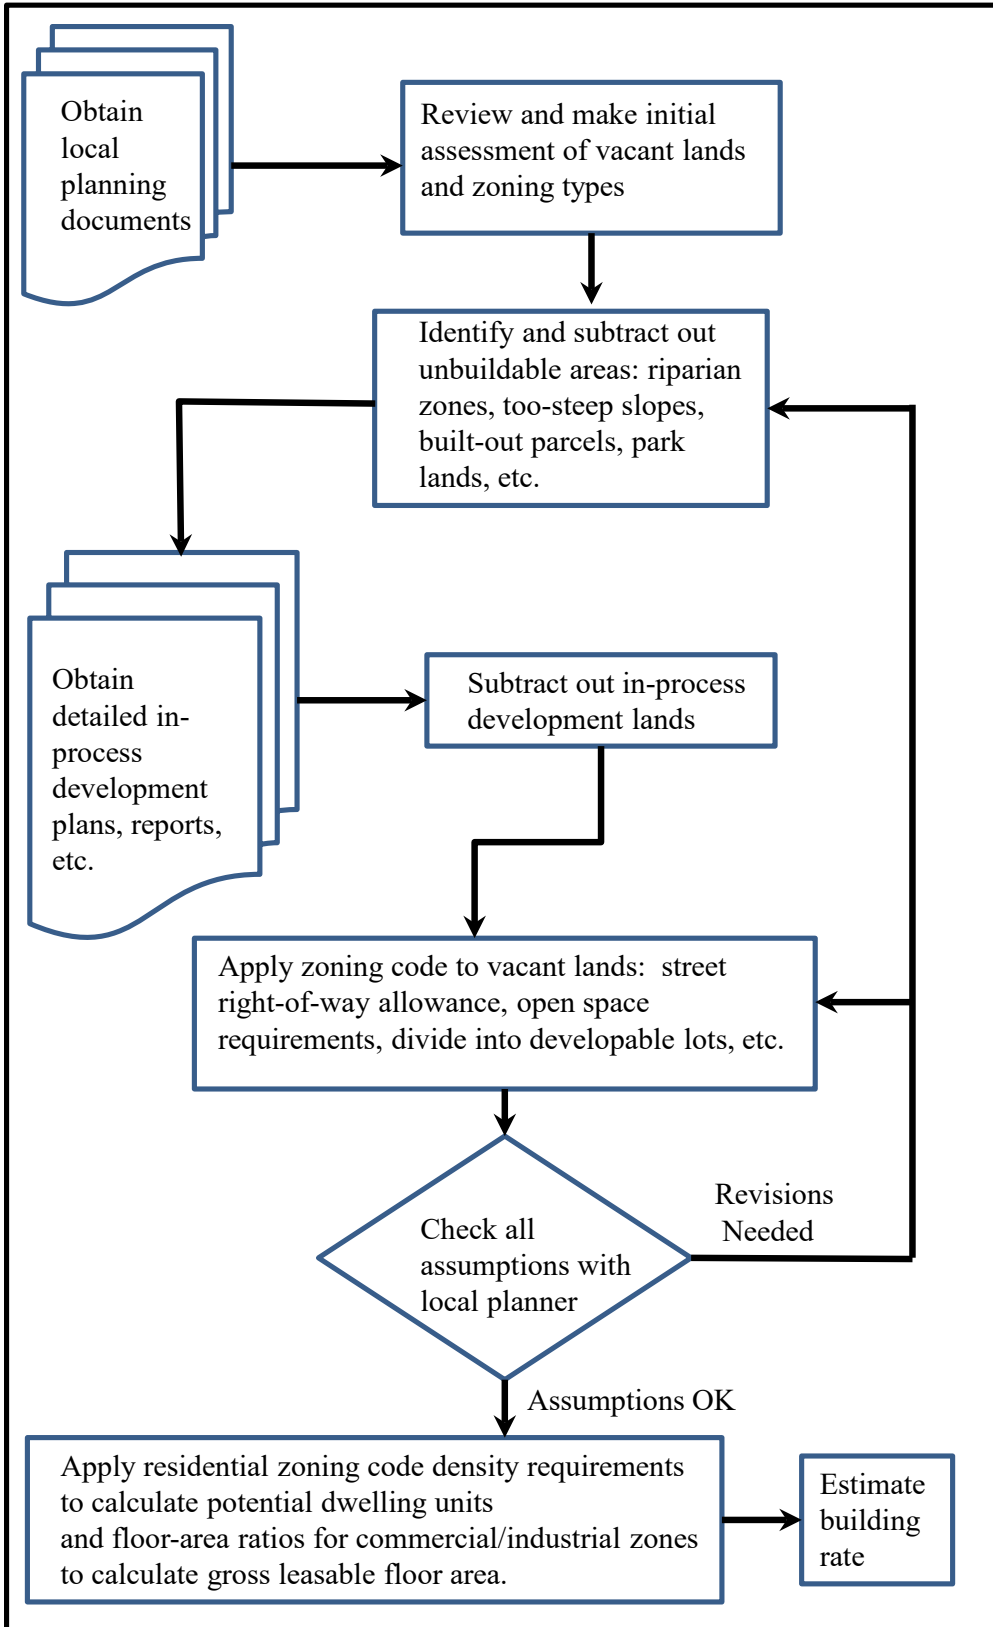 Obtain
local
planning
documents
Review and make initial
assessment of vacant lands
and zoning types
Identify and subtract out
unbuildable areas: riparian
zones, too-steep slopes,
built-out parcels, park
lands, etc.
Obtain
detailed in-
process
development
plans, reports,
etc.
Subtract out in-process
development lands
Apply zoning code to vacant lands:  street
right-of-way allowance, open space
requirements, divide into developable lots, etc.
Check all
assumptions with
local planner
Revisions
Needed
Assumptions OK
Apply residential zoning code density requirements
to calculate potential dwelling units
and floor-area ratios for commercial/industrial zones
to calculate gross leasable floor area.
Estimate
building
rate